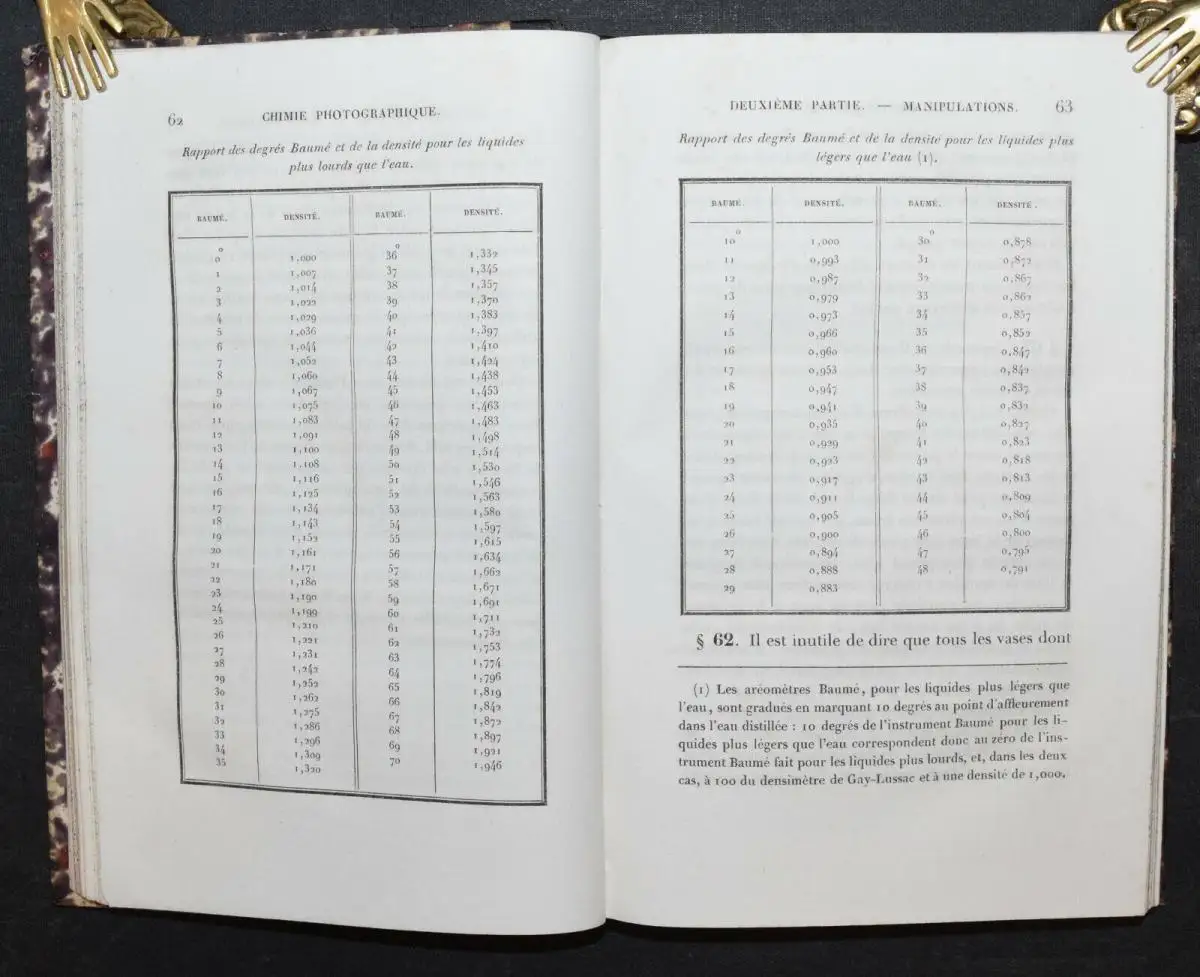 62
CHIMIE PHOTOGRAPHIQUE.
Rapport des degrés Baumé et de la densité pour les liquides
plus lourds que l'eau.
BAUMÉ. DENSITÉ. BAUMÉ. DENSITÉ.
0° 1,000 36° 1,332
1 1,007 37 1,345
2 1,014 38 1,357
3 1,022 39 1,370
4 1,029 40 1,383
5 1,036 41 1,397
6 1,044 42 1,410
7 1,052 43 1,424
8 1,060 44 1,438
9 1,067 45 1,453
10 1,075 46 1,463
11 1,083 47 1,483
12 1,091 48 1,498
13 1,100 49 1,514
14 1,108 50 1,530
15 1,116 51 1,546
16 1,125 52 1,563
17 1,134 53 1,580
18 1,143 54 1,597
19 1,152 55 1,615
20 1,161 56 1,634
21 1,171 57 1,662
22 1,180 58 1,671
23 1,190 59 1,691
24 1,199 60 1,711
25 1,210 61 1,732
26 1,221 62 1,753
27 1,231 63 1,774
28 1,242 64 1,796
29 1,252 65 1,819
30 1,262 66 1,842
31 1,275 67 1,872
32 1,286 68 1,897
33 1,296 69 1,921
34 1,309 70 1,946
35 1,320
DEUXIÈME PARTIE. — MANIPULATIONS. 63
Rapport des degrés Baumé et de la densité pour les liquides plus
légers que l'eau (1).
BAUMÉ. DENSITÉ. BAUMÉ. DENSITÉ.
10° 1,000 30° 0,878
11 0,993 31 0,872
12 0,987 32 0,867
13 0,979 33 0,862
14 0,973 34 0,857
15 0,966 35 0,852
16 0,960 36 0,847
17 0,953 37 0,842
18 0,947 38 0,837
19 0,941 39 0,832
20 0,935 40 0,827
21 0,929 41 0,823
22 0,923 42 0,818
23 0,917 43 0,813
24 0,911 44 0,809
25 0,905 45 0,804
26 0,900 46 0,800
27 0,894 47 0,795
28 0,888 48 0,791
29 0,883
§ 62. Il est inutile de dire que tous les vases dont
(1) Les aréomètres Baumé, pour les liquides plus légers que
l'eau, sont gradués en marquant 10 degrés au point d'affleurement
dans l'eau distillée : 10 degrés de l'instrument Baumé pour les li-
quides plus légers que l'eau correspondent donc au zéro de l'ins-
trument Baumé fait pour les liquides plus lourds, et, dans les deux
cas, à 100 du densimètre de Gay-Lussac et à une densité de 1,000.